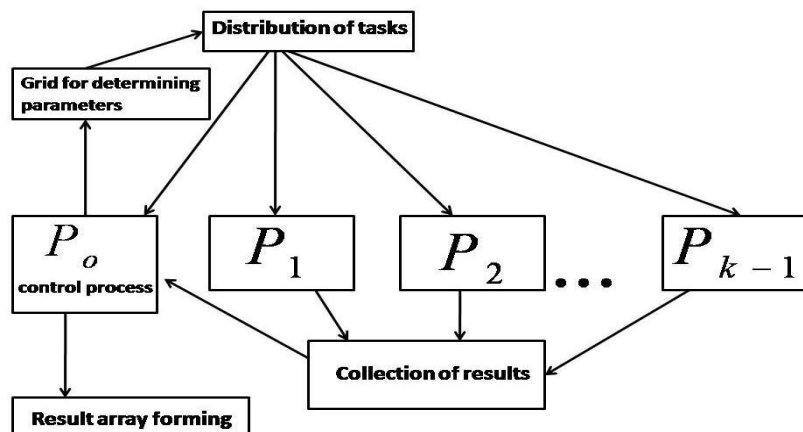 Distribution of tasks
Grid for determining
parameters
P_o
control process
P_1
P_2
...
P_{k-1}
Collection of results
Result array forming